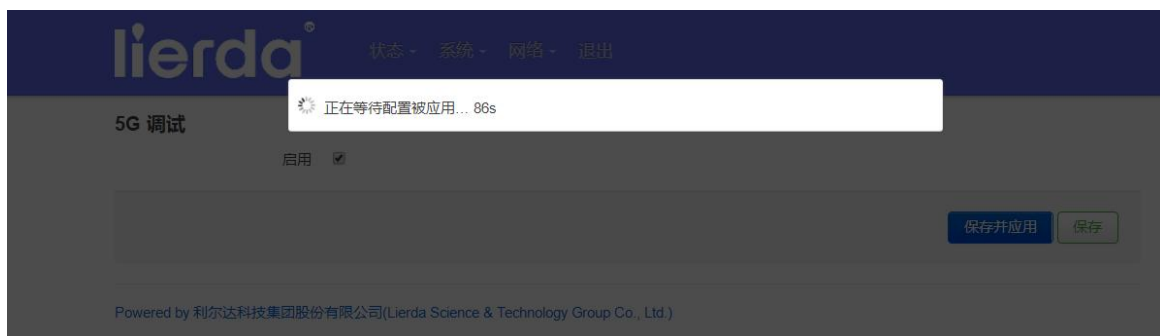 lierda®
状态 系统 网络 退出
正在等待配置被应用... 86s
5G 调试
启用
保存并应用 保存
Powered by 利尔达科技集团股份有限公司(Lierda Science & Technology Group Co., Ltd.)